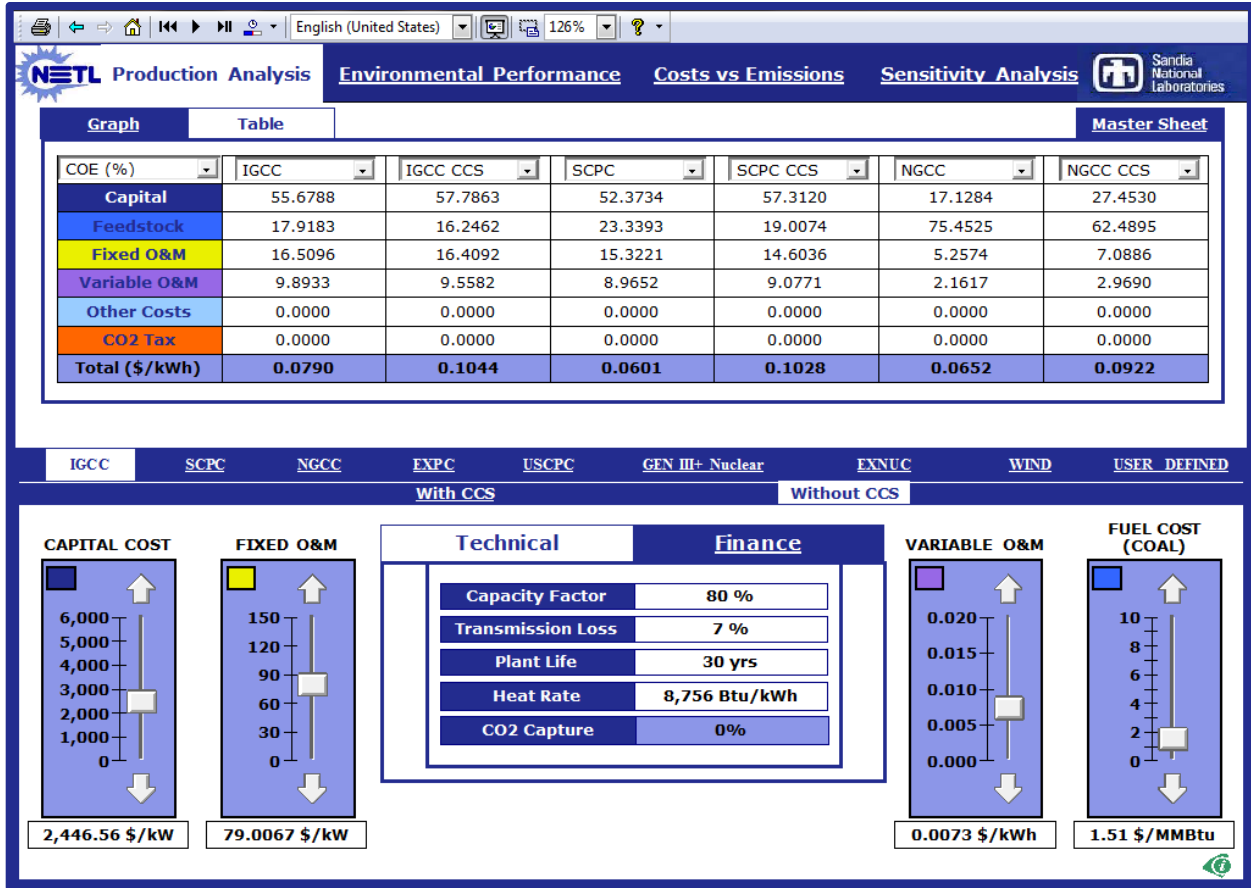 English (United States) 126%
NETL Production Analysis Environmental Performance Costs vs Emissions Sensitivity Analysis Sandia National Laboratories
Graph Table Master Sheet
COE (%) IGCC IGCC CCS SCPC SCPC CCS NGCC NGCC CCS
Capital 55.6788 57.7863 52.3734 57.3120 17.1284 27.4530
Feedstock 17.9183 16.2462 23.3393 19.0074 75.4525 62.4895
Fixed O&M 16.5096 16.4092 15.3221 14.6036 5.2574 7.0886
Variable O&M 9.8933 9.5582 8.9652 9.0771 2.1617 2.9690
Other Costs 0.0000 0.0000 0.0000 0.0000 0.0000 0.0000
CO2 Tax 0.0000 0.0000 0.0000 0.0000 0.0000 0.0000
Total ($/kWh) 0.0790 0.1044 0.0601 0.1028 0.0652 0.0922
IGCC SCPC NGCC EXPC USCPC GEN III+ Nuclear EXNUC WIND USER DEFINED
With CCS Without CCS
CAPITAL COST
6,000
5,000
4,000
3,000
2,000
1,000
0
2,446.56 $/kW
FIXED O&M
150
120
90
60
30
0
79.0067 $/kW
Technical Finance
Capacity Factor 80 %
Transmission Loss 7 %
Plant Life 30 yrs
Heat Rate 8,756 Btu/kWh
CO2 Capture 0%
VARIABLE O&M
0.020
0.015
0.010
0.005
0.000
0.0073 $/kWh
FUEL COST
(COAL)
10
8
6
4
2
0
1.51 $/MMBtu